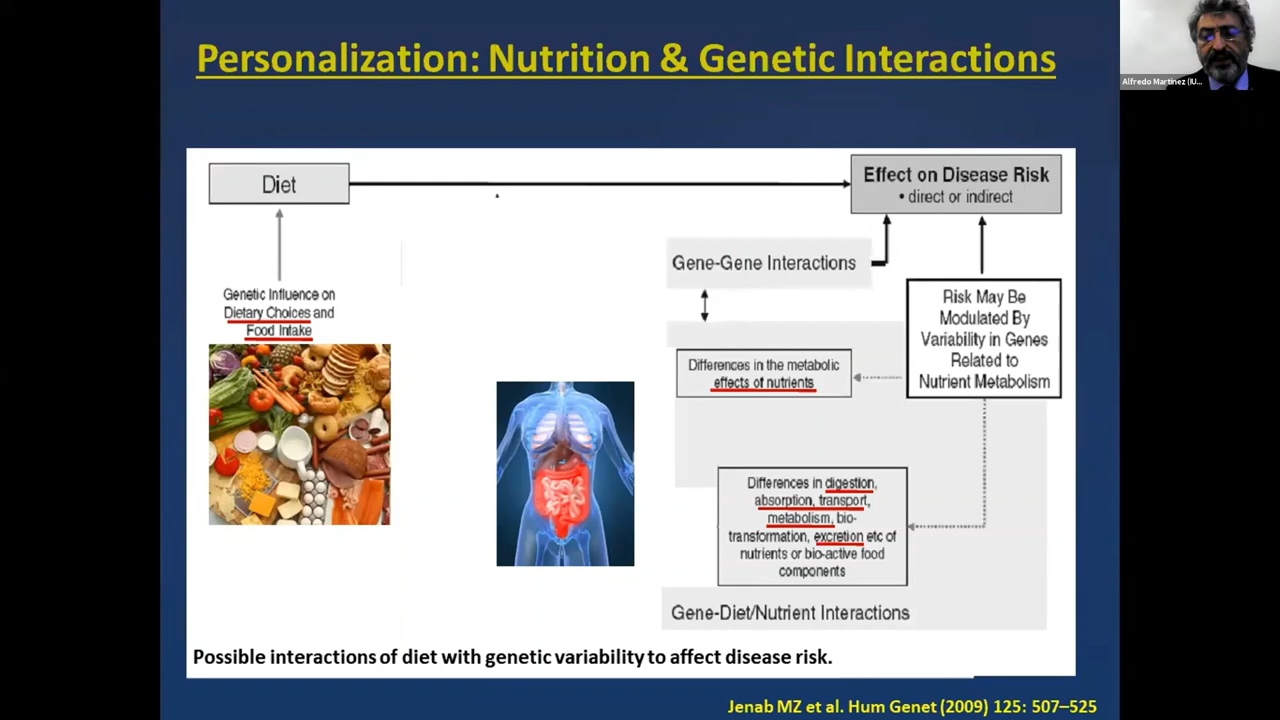 Personalization: Nutrition & Genetic Interactions
Alfredo Martínez (IU...
Diet
Effect on Disease Risk
• direct or indirect
Gene-Gene Interactions
Genetic Influence on
Dietary Choices and
Food Intake
Risk May Be
Modulated By
Variability in Genes
Related to
Nutrient Metabolism
Differences in the metabolic
effects of nutrients
Differences in digestion,
absorption, transport,
metabolism, bio-
transformation, excretion etc of
nutrients or bio-active food
components
Gene-Diet/Nutrient Interactions
Possible interactions of diet with genetic variability to affect disease risk.
Jenab MZ et al. Hum Genet (2009) 125: 507–525